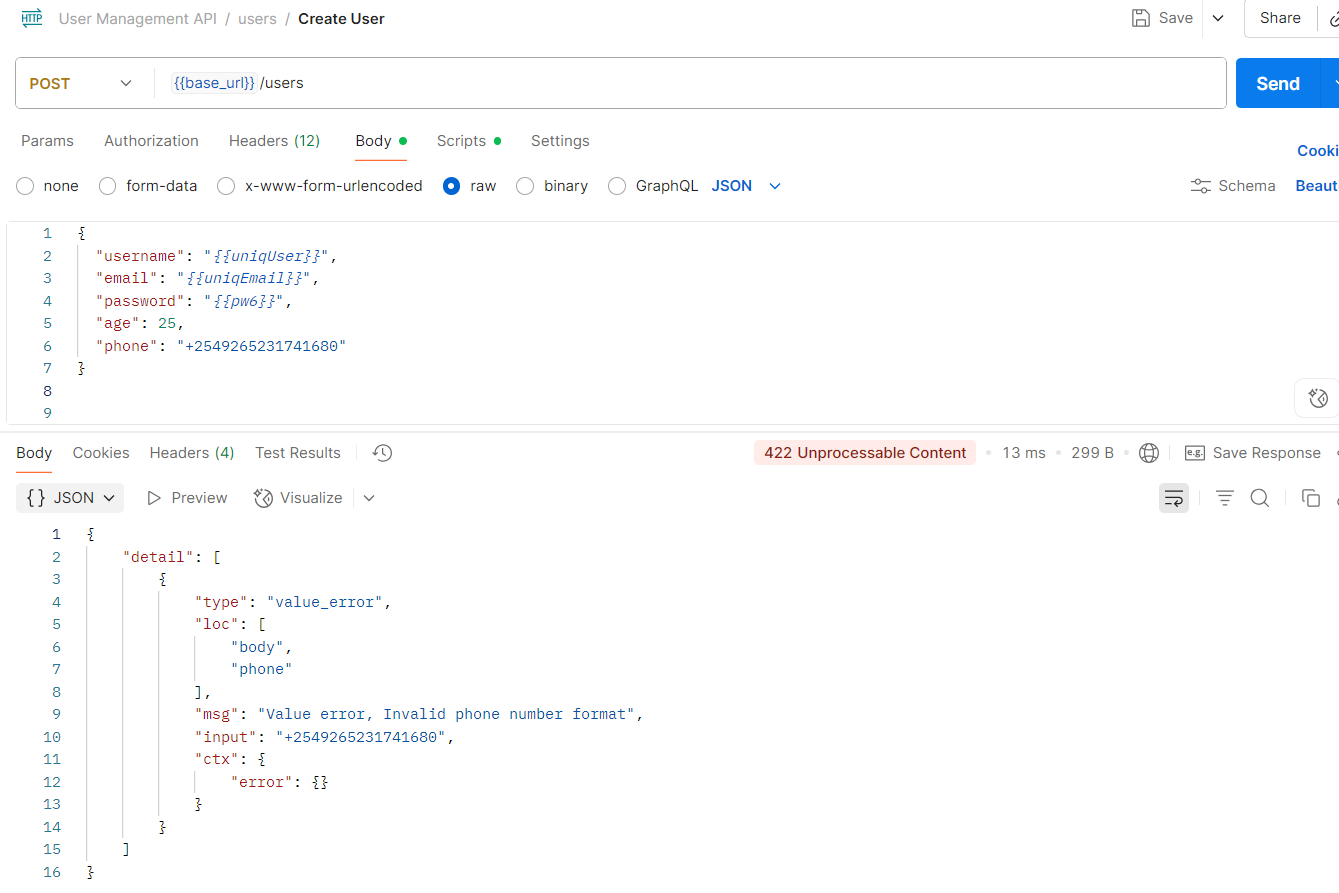 HTTP User Management API / users / Create User Save Share
POST {{base_url}} /users Send
Params Authorization Headers (12) Body Scripts Settings
Cooki
none form-data x-www-form-urlencoded raw binary GraphQL JSON Schema Beaut
1 {
2 "username": "{{uniqUser}}",
3 "email": "{{uniqEmail}}",
4 "password": "{{pw6}}",
5 "age": 25,
6 "phone": "+2549265231741680"
7 }
8
9
Body Cookies Headers (4) Test Results 422 Unprocessable Content 13 ms 299 B e.g. Save Response
{} JSON Preview Visualize
1 {
2 "detail": [
3 {
4 "type": "value_error",
5 "loc": [
6 "body",
7 "phone"
8 ],
9 "msg": "Value error, Invalid phone number format",
10 "input": "+2549265231741680",
11 "ctx": {
12 "error": {}
13 }
14 }
15 ]
16 }